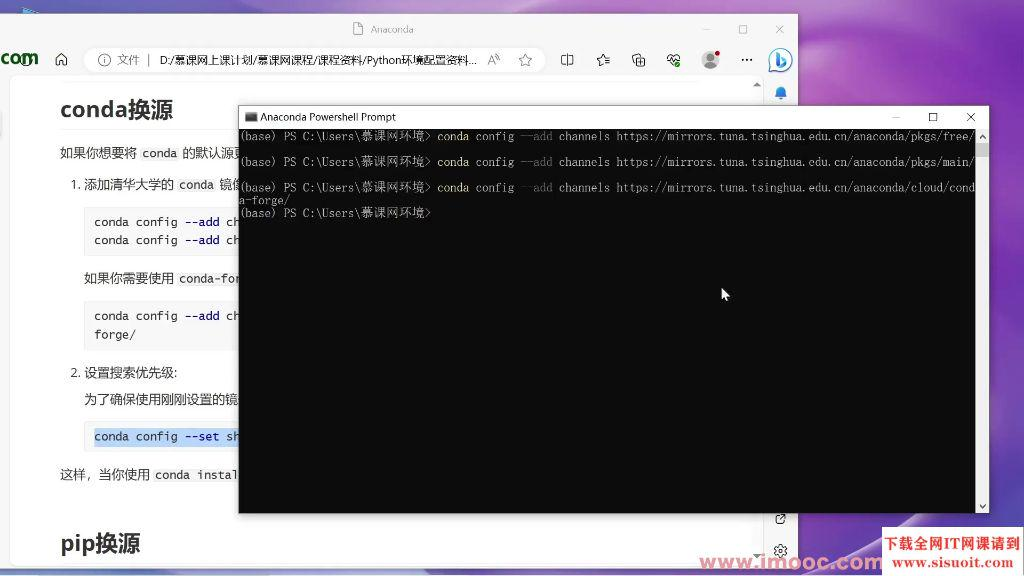 Anaconda
com
文件
D:/慕课网上课计划/慕课网课程/课程资料/Python环境配置资料...
conda换源
如果你想要将 conda 的默认源
1. 添加清华大学的 conda 镜像
conda config --add ch
conda config --add ch
如果你需要使用 conda-for
conda config --add ch
forge/
2. 设置搜索优先级:
为了确保使用刚刚设置的镜
conda config --set sh
这样，当你使用 conda instal
pip换源
Anaconda Powershell Prompt
(base) PS C:\Users\慕课网环境> conda config --add channels https://mirrors.tuna.tsinghua.edu.cn/anaconda/pkgs/free/
(base) PS C:\Users\慕课网环境> conda config --add channels https://mirrors.tuna.tsinghua.edu.cn/anaconda/pkgs/main/
(base) PS C:\Users\慕课网环境> conda config --add channels https://mirrors.tuna.tsinghua.edu.cn/anaconda/cloud/cond
a-forge/
(base) PS C:\Users\慕课网环境>
www.imooc.com
下载全网IT网课请到
www.sisuoit.com